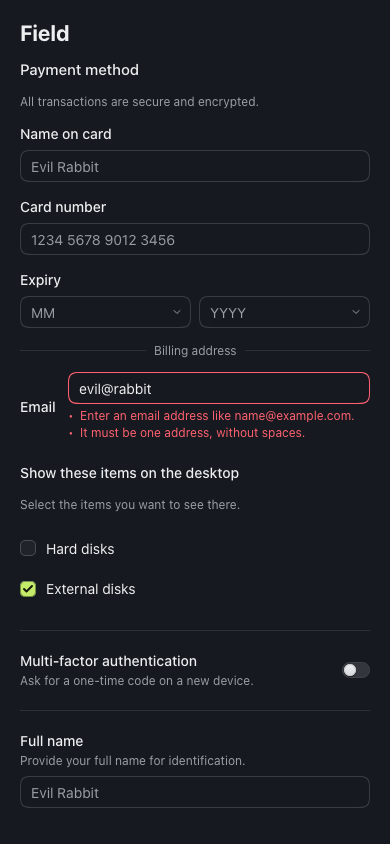 Field
Payment method
All transactions are secure and encrypted.
Name on card
Evil Rabbit
Card number
1234 5678 9012 3456
Expiry
MM YYYY
Billing address
Email evil@rabbit
• Enter an email address like name@example.com.
• It must be one address, without spaces.
Show these items on the desktop
Select the items you want to see there.
Hard disks
External disks
Multi-factor authentication
Ask for a one-time code on a new device.
Full name
Provide your full name for identification.
Evil Rabbit